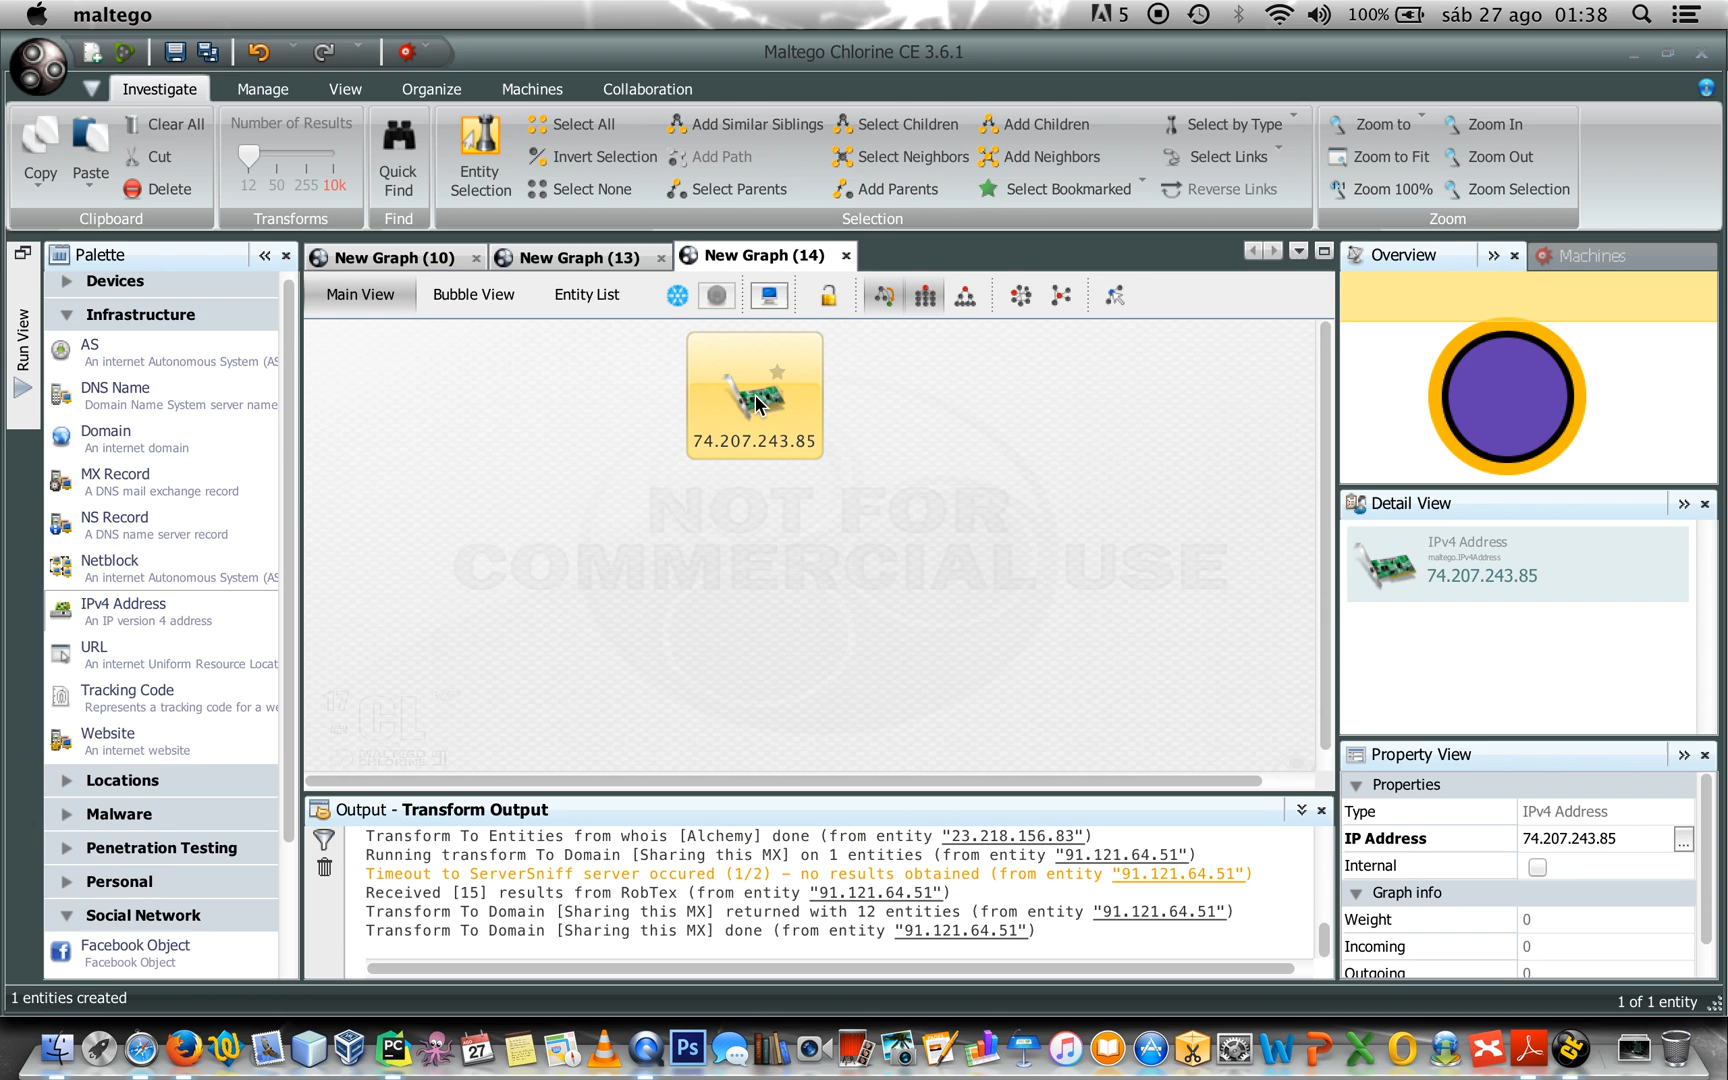 maltego
5
100%
sáb 27 ago 01:38
Maltego Chlorine CE 3.6.1
Investigate
Manage
View
Organize
Machines
Collaboration
Copy
Paste
Clear All
Cut
Delete
Clipboard
Number of Results
12 50 255 10k
Transforms
Quick Find
Find
Entity Selection
Select All
Invert Selection
Select None
Add Similar Siblings
Add Path
Select Parents
Select Children
Select Neighbors
Add Parents
Add Children
Add Neighbors
Select Bookmarked
Select by Type
Select Links
Reverse Links
Selection
Zoom to
Zoom to Fit
Zoom 100%
Zoom In
Zoom Out
Zoom Selection
Zoom
Run View
Palette
Devices
Infrastructure
AS
An internet Autonomous System (AS
DNS Name
Domain Name System server name
Domain
An internet domain
MX Record
A DNS mail exchange record
NS Record
A DNS name server record
Netblock
An internet Autonomous System (AS
IPv4 Address
An IP version 4 address
URL
An internet Uniform Resource Locat
Tracking Code
Represents a tracking code for a we
Website
An internet website
Locations
Malware
Penetration Testing
Personal
Social Network
Facebook Object
Facebook Object
New Graph (10)
New Graph (13)
New Graph (14)
Main View
Bubble View
Entity List
74.207.243.85
NOT FOR
COMMERCIAL USE
17
CL
MALTEGO
CHLORINE
Output - Transform Output
Transform To Entities from whois [Alchemy] done (from entity "23.218.156.83")
Running transform To Domain [Sharing this MX] on 1 entities (from entity "91.121.64.51")
Timeout to ServerSniff server occured (1/2) - no results obtained (from entity "91.121.64.51")
Received [15] results from RobTex (from entity "91.121.64.51")
Transform To Domain [Sharing this MX] returned with 12 entities (from entity "91.121.64.51")
Transform To Domain [Sharing this MX] done (from entity "91.121.64.51")
Overview
Machines
Detail View
IPv4 Address
maltego.IPv4Address
74.207.243.85
Property View
Properties
Type IPv4 Address
IP Address 74.207.243.85
...
Internal
Graph info
Weight 0
Incoming 0
Outgoing 0
1 entities created
1 of 1 entity
PC
27
Ps
CE